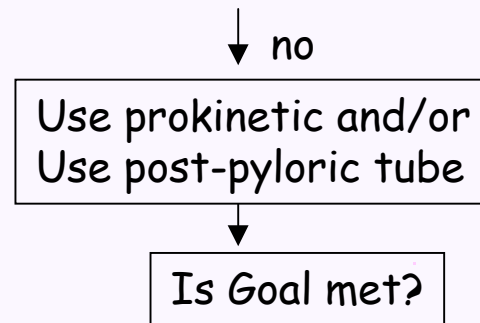 no
Use prokinetic and/or
Use post-pyloric tube
Is Goal met?